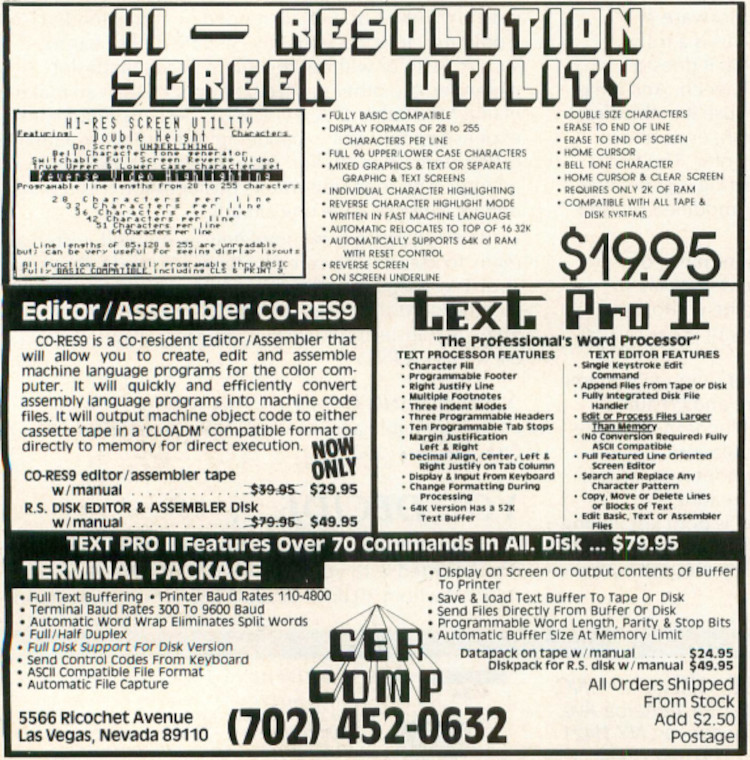 HI — RESOLUTION
SCREEN UTILITY
HI-RES SCREEN UTILITY
Featuring: Double Height Characters
On Screen UNDERLINING
Bell Character Tone generator
Switchable Full Screen Reverse Video
True Upper & Lower case character set
Reverse Video Highlighting
Programable line lengths from 28 to 255 characters
28 Characters per line
32 Characters per line
36 Characters per line
42 Characters per line
51 Characters per line
64 Characters per line
Line lengths of 85,128 & 255 are unreadable
but; can be very useful for seeing display layouts
All Functions are easily programable thru BASIC
Fully BASIC COMPATIBLE including CLS & PRINT @
• FULLY BASIC COMPATIBLE
• DISPLAY FORMATS OF 28 to 255
CHARACTERS PER LINE
• FULL 96 UPPER/LOWER CASE CHARACTERS
• MIXED GRAPHICS & TEXT OR SEPARATE
GRAPHIC & TEXT SCREENS
• INDIVIDUAL CHARACTER HIGHLIGHTING
• REVERSE CHARACTER HIGHLIGHT MODE
• WRITTEN IN FAST MACHINE LANGUAGE
• AUTOMATIC RELOCATES TO TOP OF 16 32K
• AUTOMATICALLY SUPPORTS 64K of RAM
WITH RESET CONTROL
• REVERSE SCREEN
• ON SCREEN UNDERLINE
• DOUBLE SIZE CHARACTERS
• ERASE TO END OF LINE
• ERASE TO END OF SCREEN
• HOME CURSOR
• BELL TONE CHARACTER
• HOME CURSOR & CLEAR SCREEN
• REQUIRES ONLY 2K OF RAM
• COMPATIBLE WITH ALL TAPE &
DISK SYSTEMS
$19.95
Editor/Assembler CO-RES9
CO-RES9 is a Co-resident Editor/Assembler that
will allow you to create, edit and assemble
machine language programs for the color com-
puter. It will quickly and efficiently convert
assembly language programs into machine code
files. It will output machine object code to either
cassette tape in a 'CLOADM' compatible format or
directly to memory for direct execution.
NOW
ONLY
CO-RES9 editor/assembler tape
w/manual ........... $39.95 $29.95
R.S. DISK EDITOR & ASSEMBLER Disk
w/manual ........... $79.95 $49.95
TEXT Pro II
"The Professional's Word Processor"
TEXT PROCESSOR FEATURES
• Character Fill
• Programmable Footer
• Right Justify Line
• Multiple Footnotes
• Three Indent Modes
• Three Programmable Headers
• Ten Programmable Tab Stops
• Margin Justification
Left & Right
• Decimal Align, Center, Left &
Right Justify on Tab Column
• Display & Input from Keyboard
• Change Formatting During
Processing
• 64K Version Has a 52K
Text Buffer
TEXT EDITOR FEATURES
• Single Keystroke Edit
Command
• Append Files from Tape or Disk
• Fully Integrated Disk File
Handler
• Edit or Process Files Larger
Than Memory
• (No Conversion Required) Fully
ASCII Compatible
• Full Featured Line Oriented
Screen Editor
• Search and Replace Any
Character Pattern
• Copy, Move or Delete Lines
or Blocks of Text
• Edit Basic, Text or Assembler
Files
TEXT PRO II Features Over 70 Commands In All. Disk ... $79.95
TERMINAL PACKAGE
• Full Text Buffering • Printer Baud Rates 110-4800
• Terminal Baud Rates 300 To 9600 Baud
• Automatic Word Wrap Eliminates Split Words
• Full/Half Duplex
• Full Disk Support For Disk Version
• Send Control Codes From Keyboard
• ASCII Compatible File Format
• Automatic File Capture
• Display On Screen Or Output Contents Of Buffer
To Printer
• Save & Load Text Buffer To Tape Or Disk
• Send Files Directly From Buffer Or Disk
• Programmable Word Length, Parity & Stop Bits
• Automatic Buffer Size At Memory Limit
Datapack on tape w/manual ........ $24.95
Diskpack for R.S. disk w/manual $49.95
CER
COMP
5566 Ricochet Avenue
Las Vegas, Nevada 89110
(702) 452-0632
All Orders Shipped
From Stock
Add $2.50
Postage